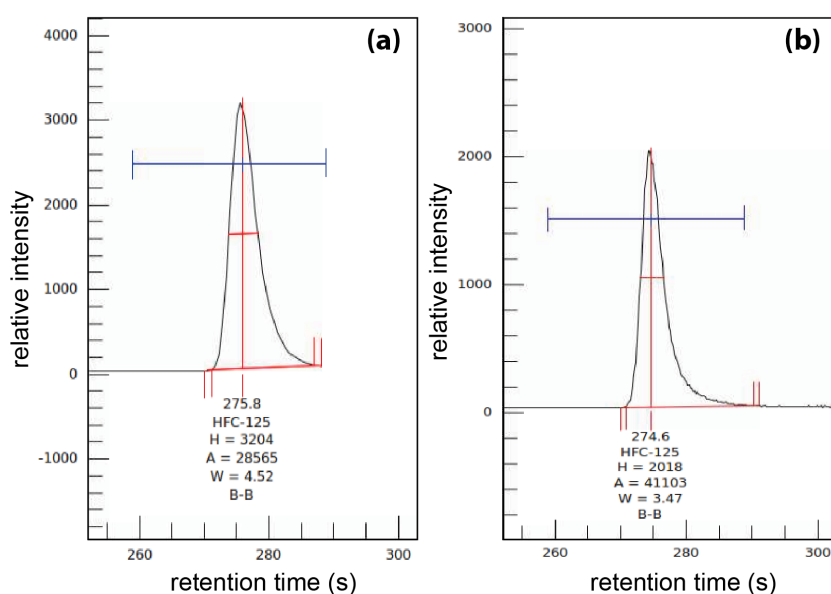 (a)
4000
3000
2000
1000
0
-1000
relative intensity
275.8
HFC-125
H = 3204
A = 28565
W = 4.52
B-B
260
280
300
retention time (s)
(b)
3000
2000
1000
0
relative intensity
274.6
HFC-125
H = 2018
A = 41103
W = 3.47
B-B
260
280
300
retention time (s)